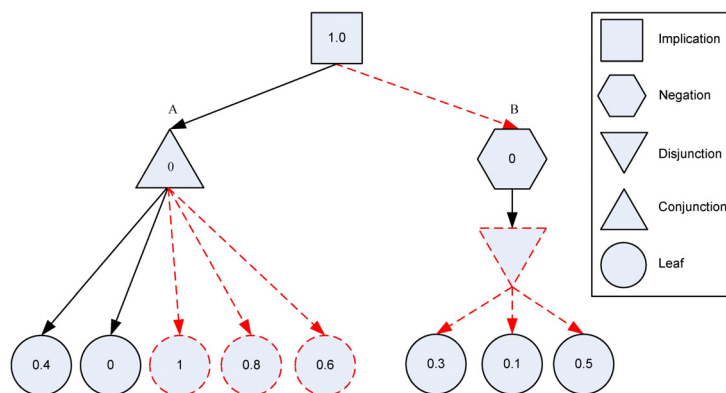 1.0
Implication
A
B
Negation
0
0
Disjunction
Conjunction
Leaf
0.4
0
1
0.8
0.6
0.3
0.1
0.5